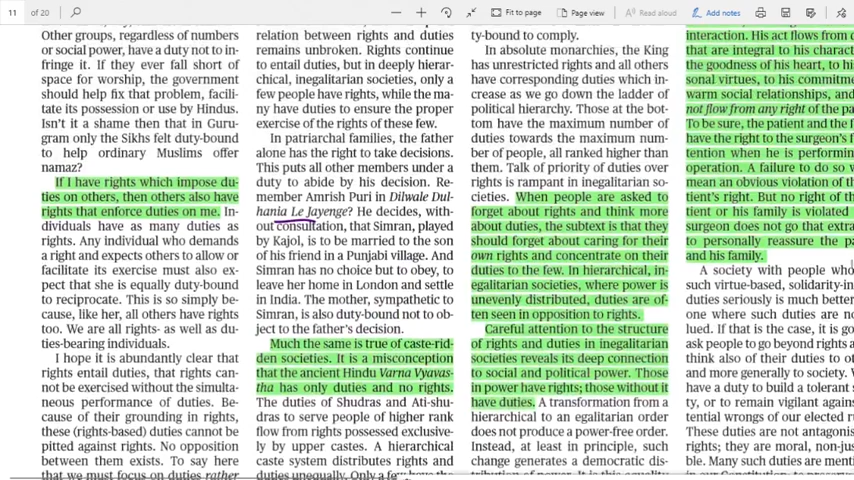 11 of 20
Fit to page
Page view
Read aloud
Add notes
Other groups, regardless of numbers
or social power, have a duty not to in-
fringe it. If they ever fall short of
space for worship, the government
should help fix that problem, facili-
tate its possession or use by Hindus.
Isn't it a shame then that in Guru-
gram only the Sikhs felt duty-bound
to help ordinary Muslims offer
namaz?
If I have rights which impose du-
ties on others, then others also have
rights that enforce duties on me. In-
dividuals have as many duties as
rights. Any individual who demands
a right and expects others to allow or
facilitate its exercise must also ex-
pect that she is equally duty-bound
to reciprocate. This is so simply be-
cause, like her, all others have rights
too. We are all rights- as well as du-
ties-bearing individuals.
I hope it is abundantly clear that
rights entail duties, that rights can-
not be exercised without the simulta-
neous performance of duties. Be-
cause of their grounding in rights,
these (rights-based) duties cannot be
pitted against rights. No opposition
between them exists. To say here
that we must focus on duties rather
relation between rights and duties
remains unbroken. Rights continue
to entail duties, but in deeply hierar-
chical, inegalitarian societies, only a
few people have rights, while the ma-
ny have duties to ensure the proper
exercise of the rights of these few.
In patriarchal families, the father
alone has the right to take decisions.
This puts all other members under a
duty to abide by his decision. Re-
member Amrish Puri in Dilwale Dul-
hania Le Jayenge? He decides, with-
out consultation, that Simran, played
by Kajol, is to be married to the son
of his friend in a Punjabi village. And
Simran has no choice but to obey, to
leave her home in London and settle
in India. The mother, sympathetic to
Simran, is also duty-bound not to ob-
ject to the father's decision.
Much the same is true of caste-rid-
den societies. It is a misconception
that the ancient Hindu Varna Vyavas-
tha has only duties and no rights.
The duties of Shudras and Ati-shu-
dras to serve people of higher rank
flow from rights possessed exclusive-
ly by upper castes. A hierarchical
caste system distributes rights and
duties unequally. Only a few have the
ty-bound to comply.
In absolute monarchies, the King
has unrestricted rights and all others
have corresponding duties which in-
crease as we go down the ladder of
political hierarchy. Those at the bot-
tom have the maximum number of
duties towards the maximum num-
ber of people, all ranked higher than
them. Talk of priority of duties over
rights is rampant in inegalitarian so-
cieties. When people are asked to
forget about rights and think more
about duties, the subtext is that they
should forget about caring for their
own rights and concentrate on their
duties to the few. In hierarchical, in-
egalitarian societies, where power is
unevenly distributed, duties are of-
ten seen in opposition to rights.
Careful attention to the structure
of rights and duties in inegalitarian
societies reveals its deep connection
to social and political power. Those
in power have rights; those without it
have duties. A transformation from a
hierarchical to an egalitarian order
does not produce a power-free order.
Instead, at least in principle, such
change generates a democratic dis-
interaction. His act flows from
that are integral to his charact
the goodness of his heart, to hi
sonal virtues, to his commitme
warm social relationships, and
not flow from any right of the pa
To be sure, the patient and the f
have the right to the surgeon's
tention when he is performing
operation. A failure to do so
mean an obvious violation of th
tient's right. But no right of th
tient or his family is violated
surgeon does not go that extra
to personally reassure the pa
and his family.
A society with people who
such virtue-based, solidarity-in
duties seriously is much better
one where such duties are no
lued. If that is the case, it is go
ask people to go beyond rights a
think also of their duties to ot
and more generally to society. W
have a duty to build a tolerant s
ty, or to remain vigilant agains
tential wrongs of our elected r
These duties are not antagonis
rights; they are moral, non-jus
ble. Many such duties are menti